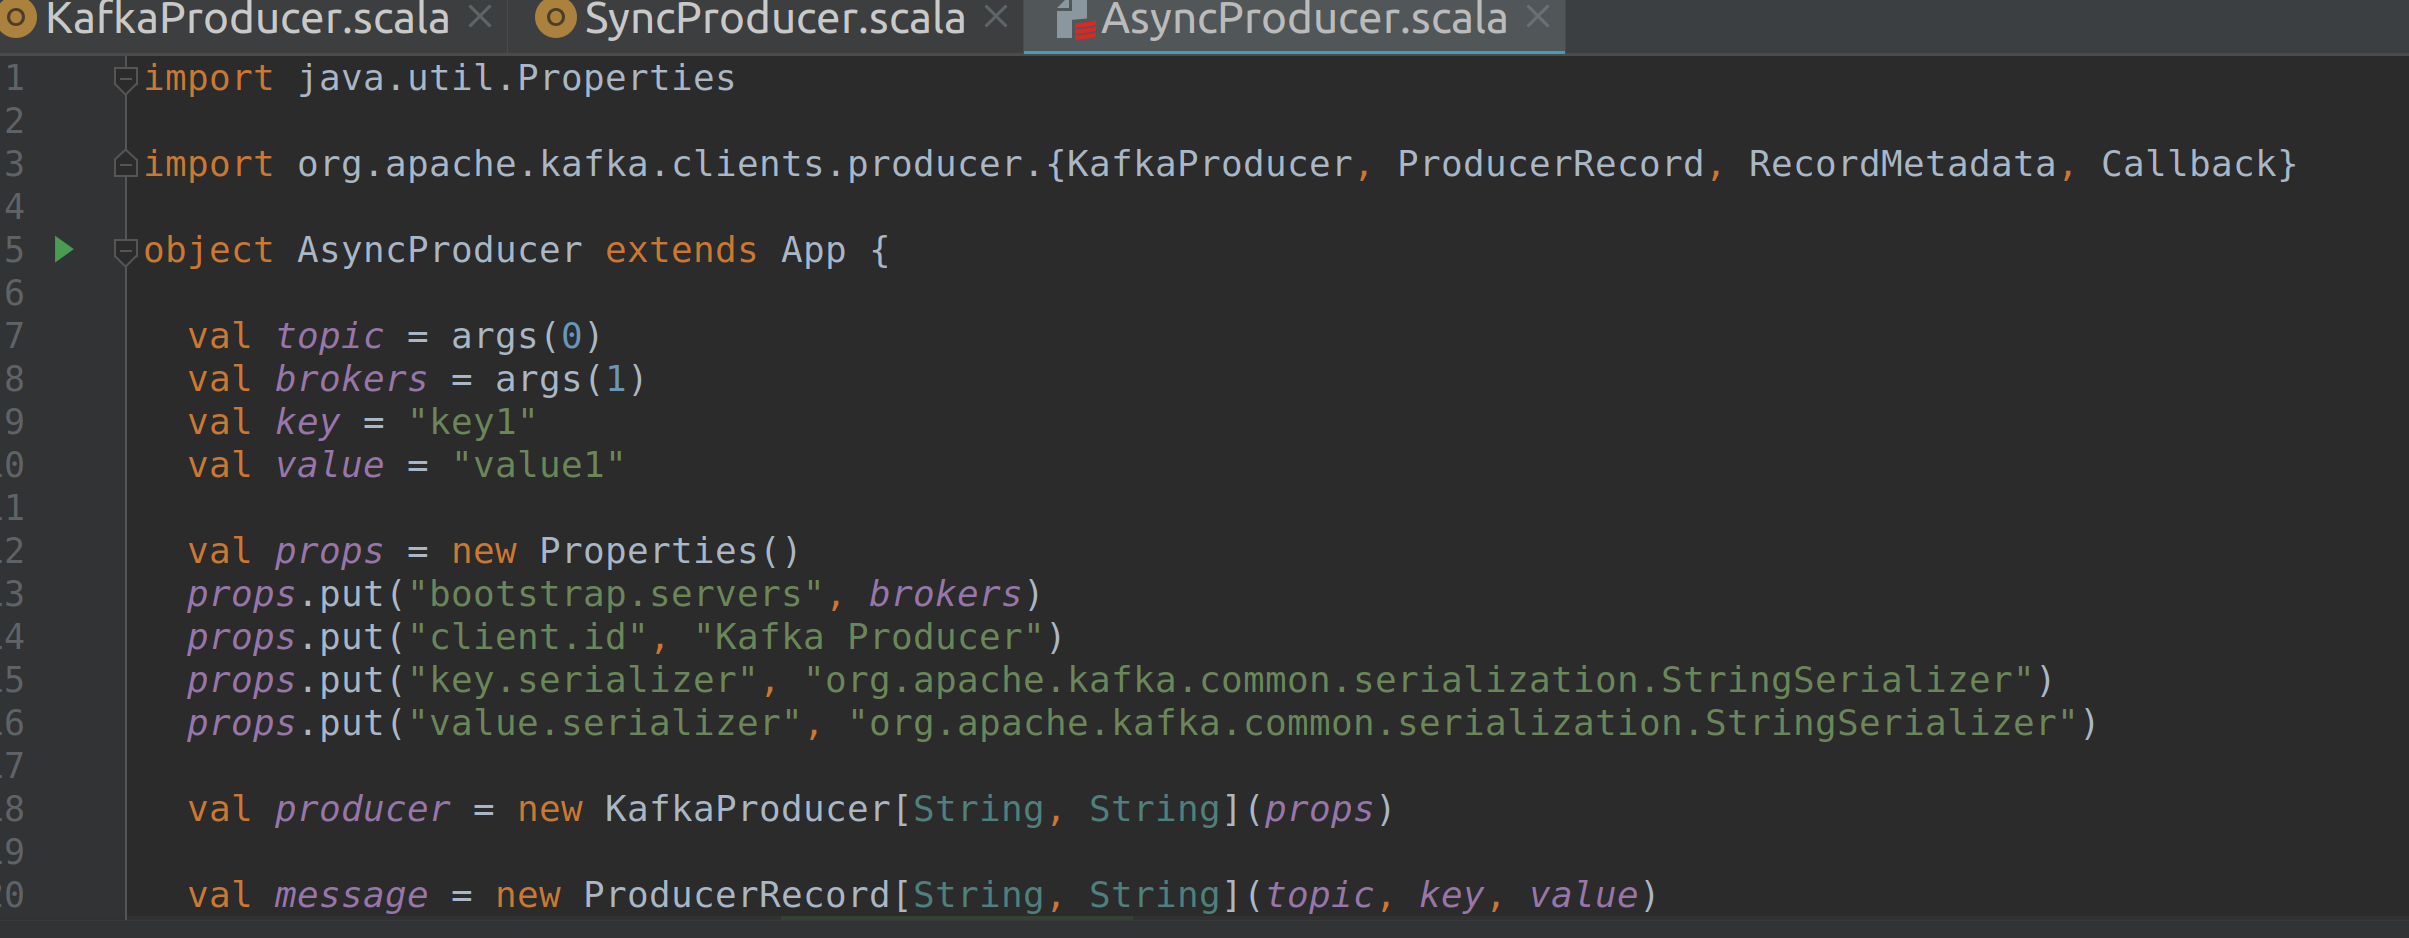 KafkaProducer.scala SyncProducer.scala AsyncProducer.scala
1 import java.util.Properties
2
3 import org.apache.kafka.clients.producer.{KafkaProducer, ProducerRecord, RecordMetadata, Callback}
4
5 object AsyncProducer extends App {
6
7 val topic = args(0)
8 val brokers = args(1)
9 val key = "key1"
10 val value = "value1"
11
12 val props = new Properties()
13 props.put("bootstrap.servers", brokers)
14 props.put("client.id", "Kafka Producer")
15 props.put("key.serializer", "org.apache.kafka.common.serialization.StringSerializer")
16 props.put("value.serializer", "org.apache.kafka.common.serialization.StringSerializer")
17
18 val producer = new KafkaProducer[String, String](props)
19
20 val message = new ProducerRecord[String, String](topic, key, value)